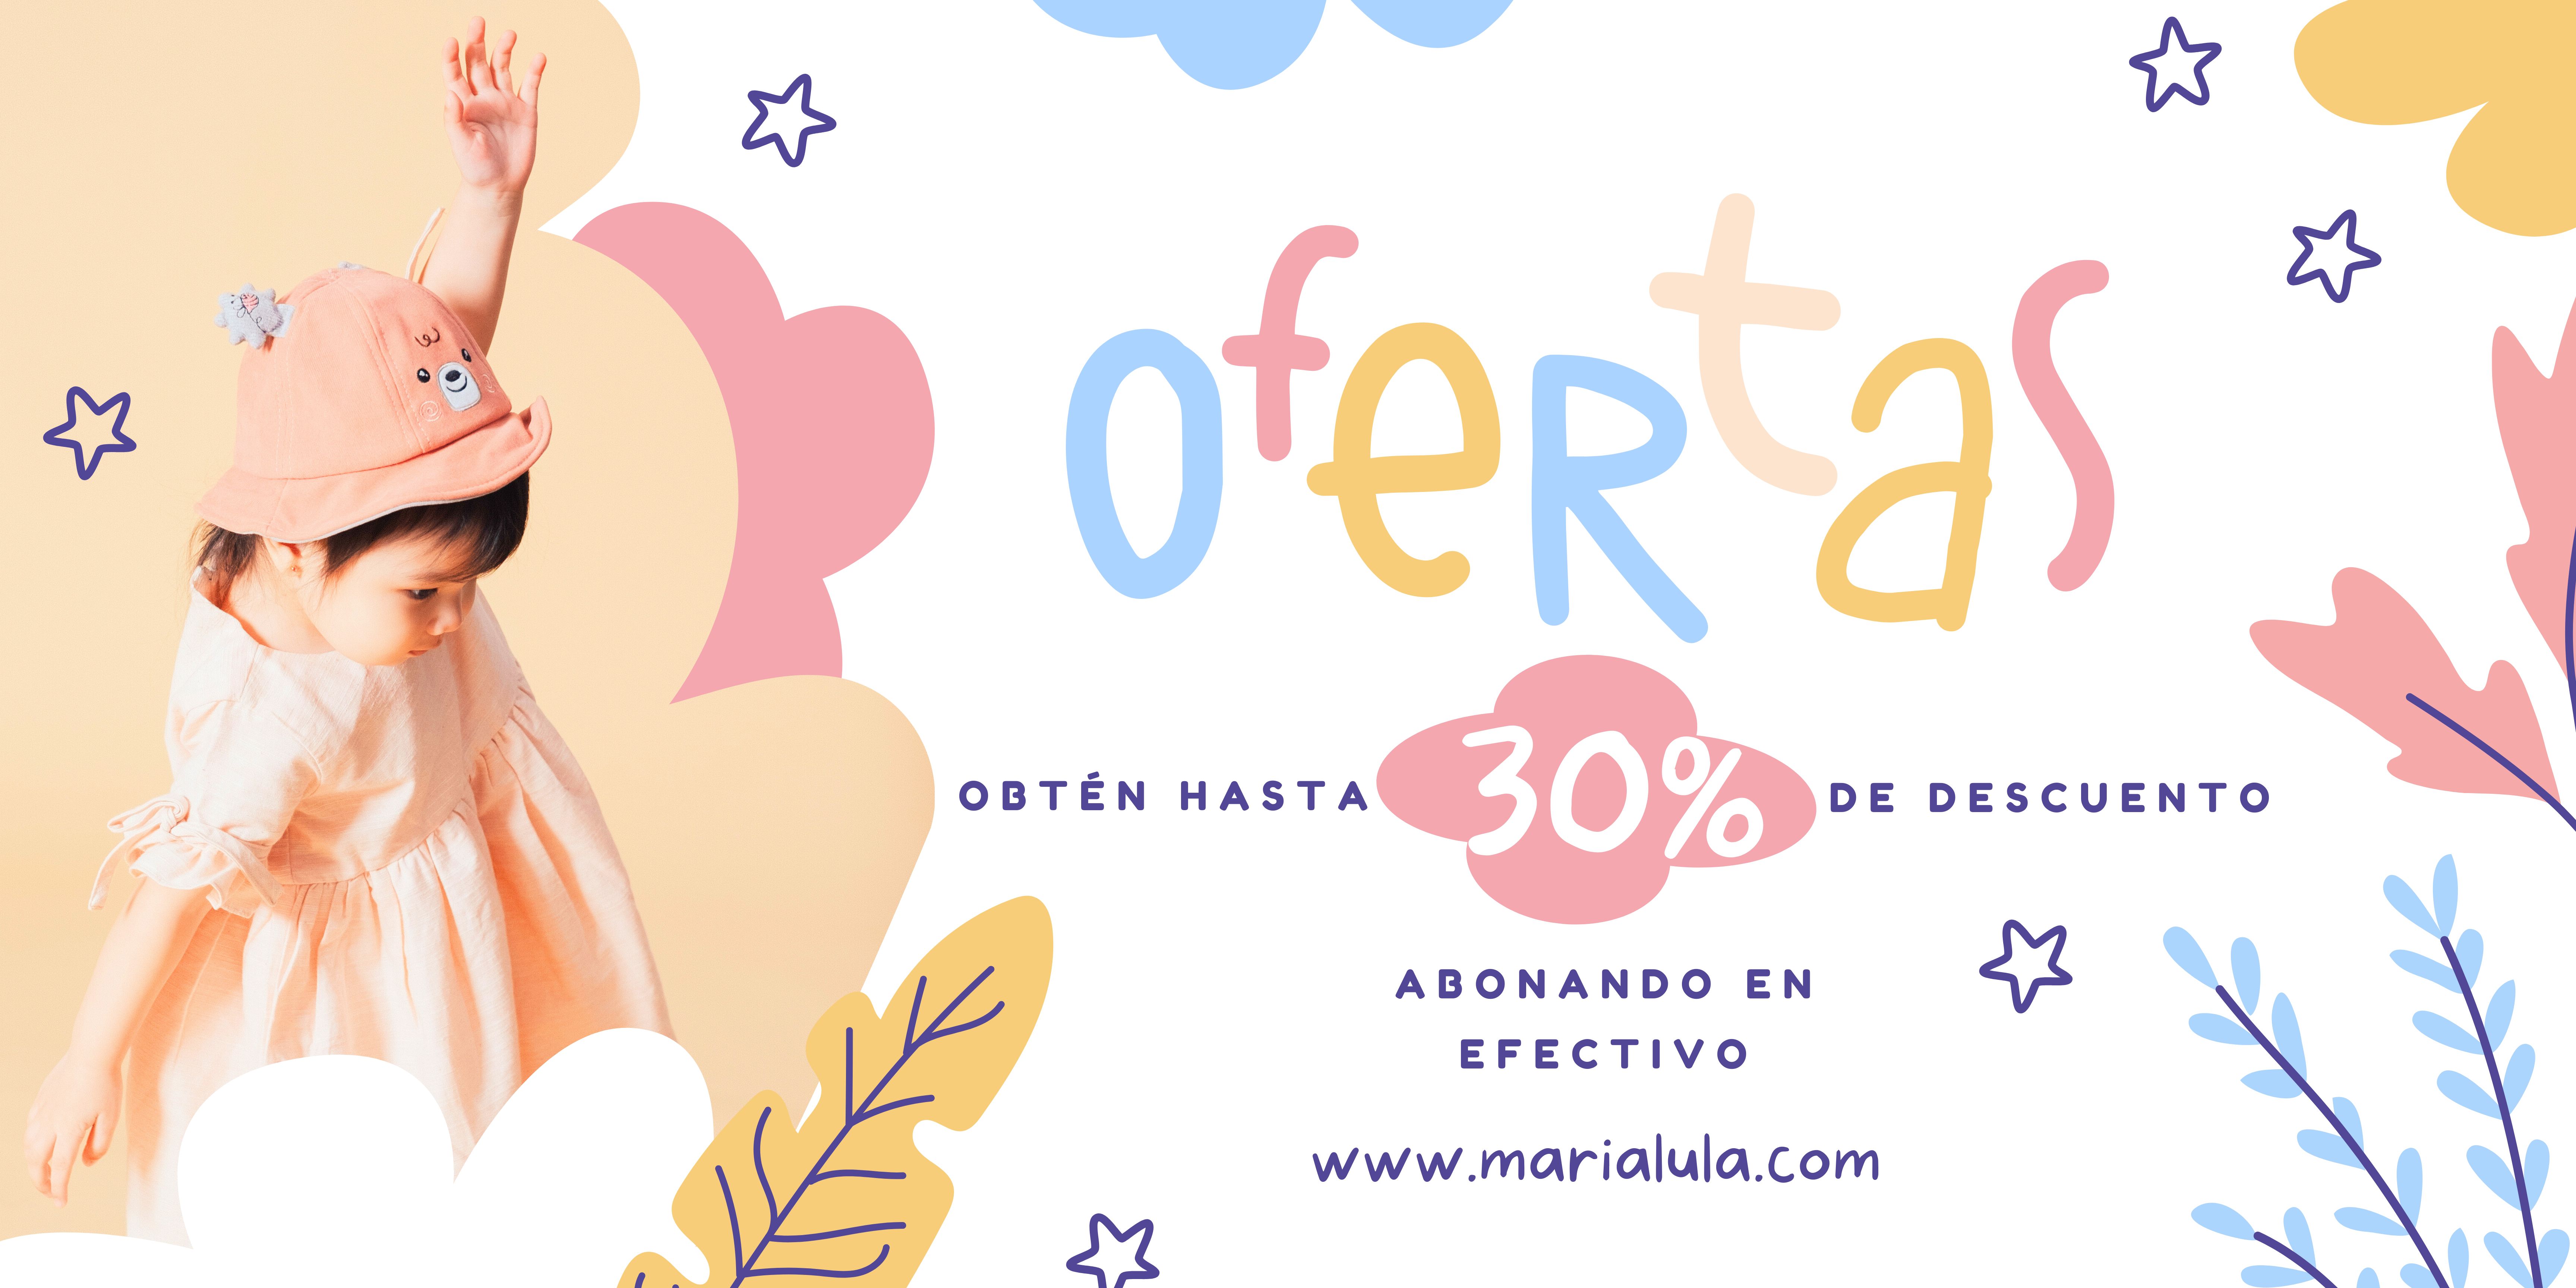 ofeRtas
OBTÉN HASTA 30% DE DESCUENTO
ABONANDO EN
EFECTIVO
www.marialula.com